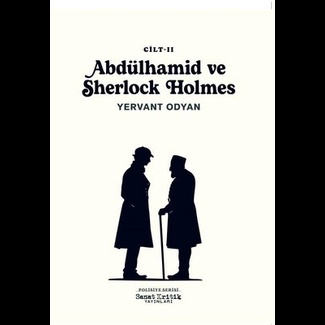 CİLT-II
Abdülhamid ve
Sherlock Holmes
YERVANT ODYAN
POLİSİYE SERİSİ
Sanat Kritik
YAYINLARI